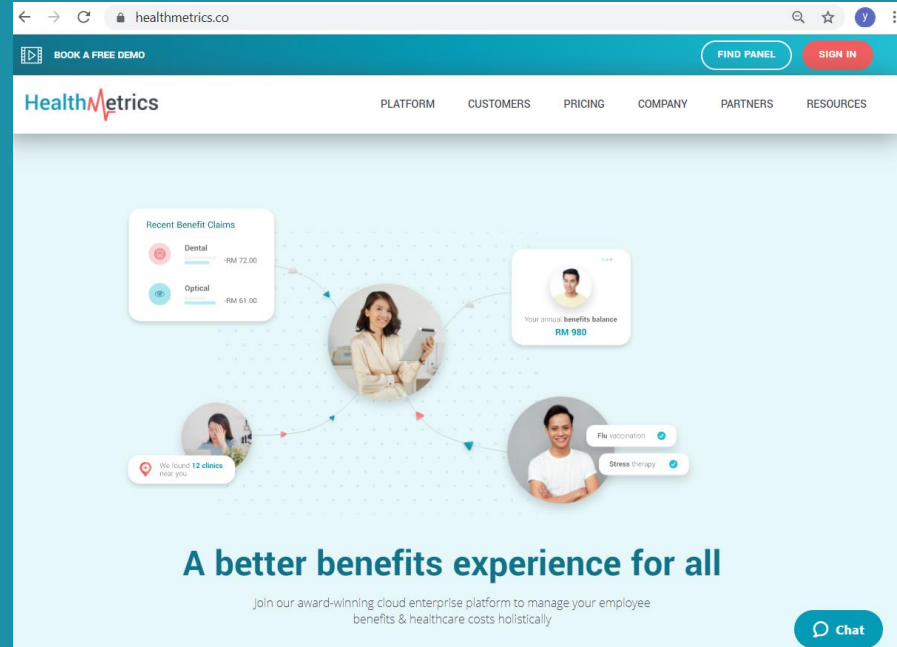 healthmetrics.co
y
BOOK A FREE DEMO
FIND PANEL
SIGN IN
HealthMetrics
PLATFORM CUSTOMERS PRICING COMPANY PARTNERS RESOURCES
Recent Benefit Claims
Dental
-RM 72.00
Optical
-RM 61.00
Your annual benefits balance
RM 980
We found 12 clinics
near you
Flu vaccination
Stress therapy
A better benefits experience for all
Join our award-winning cloud enterprise platform to manage your employee
benefits & healthcare costs holistically
Chat